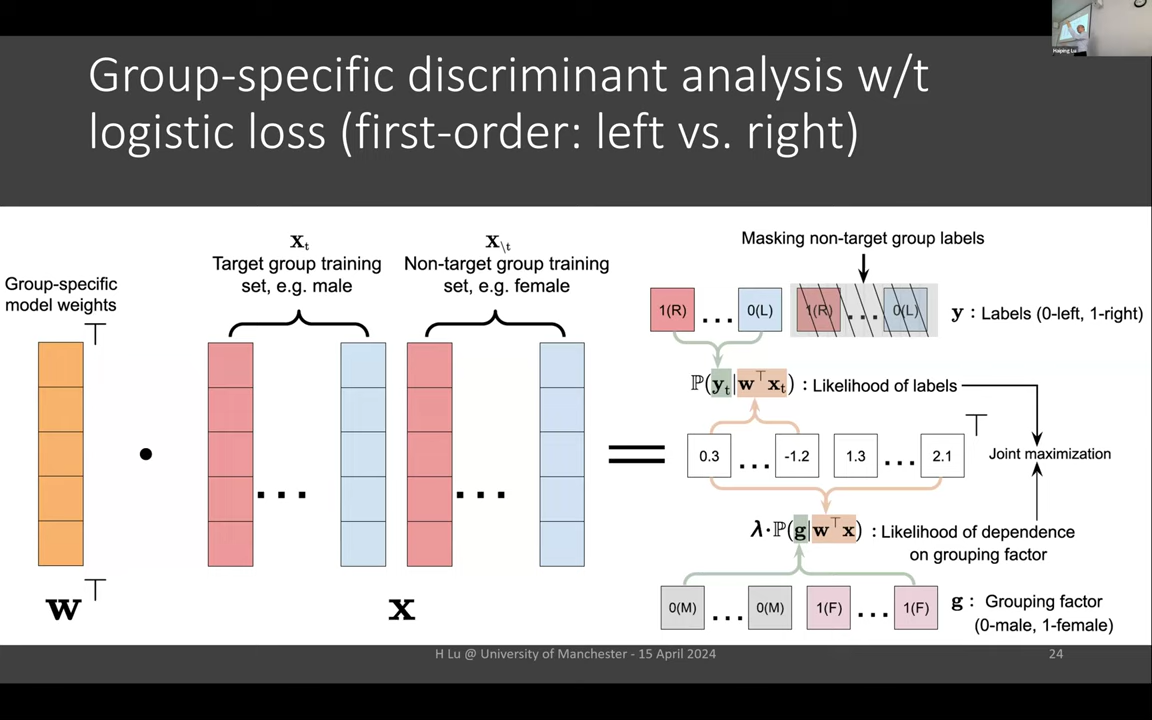 Haiping Lu
Group-specific discriminant analysis w/t
logistic loss (first-order: left vs. right)
Group-specific
model weights
⊤
𝐱ₜ
Target group training
set, e.g. male
𝐱\ₜ
Non-target group training
set, e.g. female
...
...
=
𝐰⊤
𝐱
Masking non-target group labels
1(R) ... 0(L) 1(R) ... 0(L)
𝐲 : Labels (0-left, 1-right)
ℙ(𝐲ₜ|𝐰⊤𝐱ₜ) : Likelihood of labels
0.3 ... -1.2 1.3 ... 2.1 ⊤
Joint maximization
λ·ℙ(𝐠|𝐰⊤𝐱) : Likelihood of dependence
on grouping factor
0(M) ... 0(M) 1(F) ... 1(F)
𝐠 : Grouping factor
(0-male, 1-female)
H Lu @ University of Manchester - 15 April 2024
24